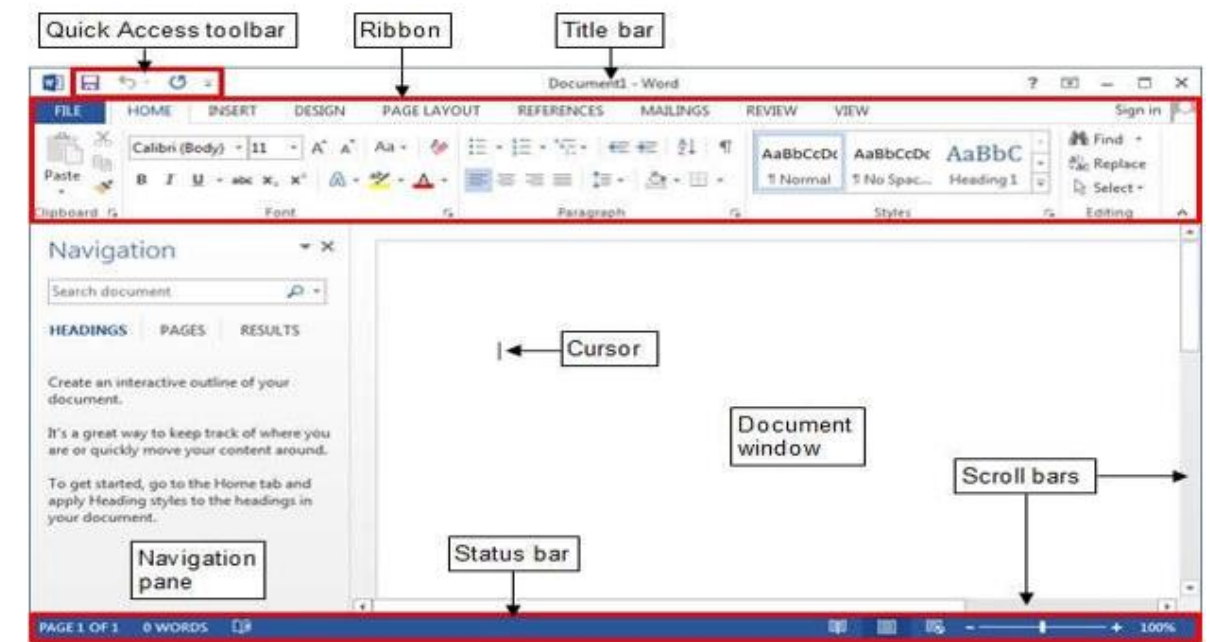 Quick Access toolbar
Ribbon
Title bar
Document1 - Word
FILE HOME INSERT DESIGN PAGE LAYOUT REFERENCES MAILINGS REVIEW VIEW Sign in
Calibri (Body) 11 Aa
Paste
B I U abc x, x² A A
AaBbCcDc AaBbCcDc AaBbC
¶ Normal ¶ No Spac... Heading 1
Find
Replace
Select
Clipboard Font Paragraph Styles Editing
Navigation
Search document
HEADINGS PAGES RESULTS
Create an interactive outline of your
document.
It's a great way to keep track of where you
are or quickly move your content around.
To get started, go to the Home tab and
apply Heading styles to the headings in
your document.
Cursor
Document
window
Scroll bars
Navigation
pane
Status bar
PAGE 1 OF 1 0 WORDS 100%